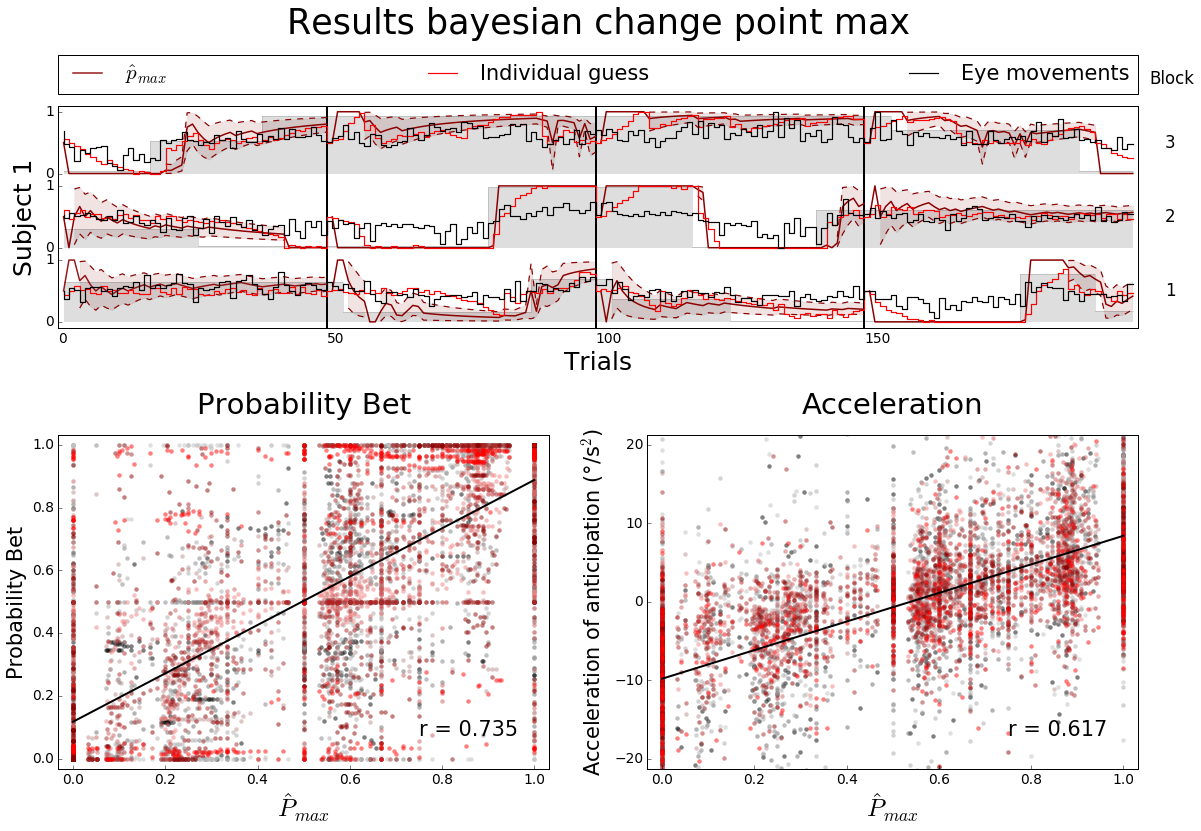 Results bayesian change point max
p̂max Individual guess Eye movements
Block
Subject 1
1
0
3
1
0
2
1
0
1
0 50 100 150
Trials
Probability Bet
Probability Bet
1.0
0.8
0.6
0.4
0.2
0.0
r = 0.735
0.0 0.2 0.4 0.6 0.8 1.0
P̂max
Acceleration
Acceleration of anticipation (°/s²)
20
10
0
−10
−20
r = 0.617
0.0 0.2 0.4 0.6 0.8 1.0
P̂max